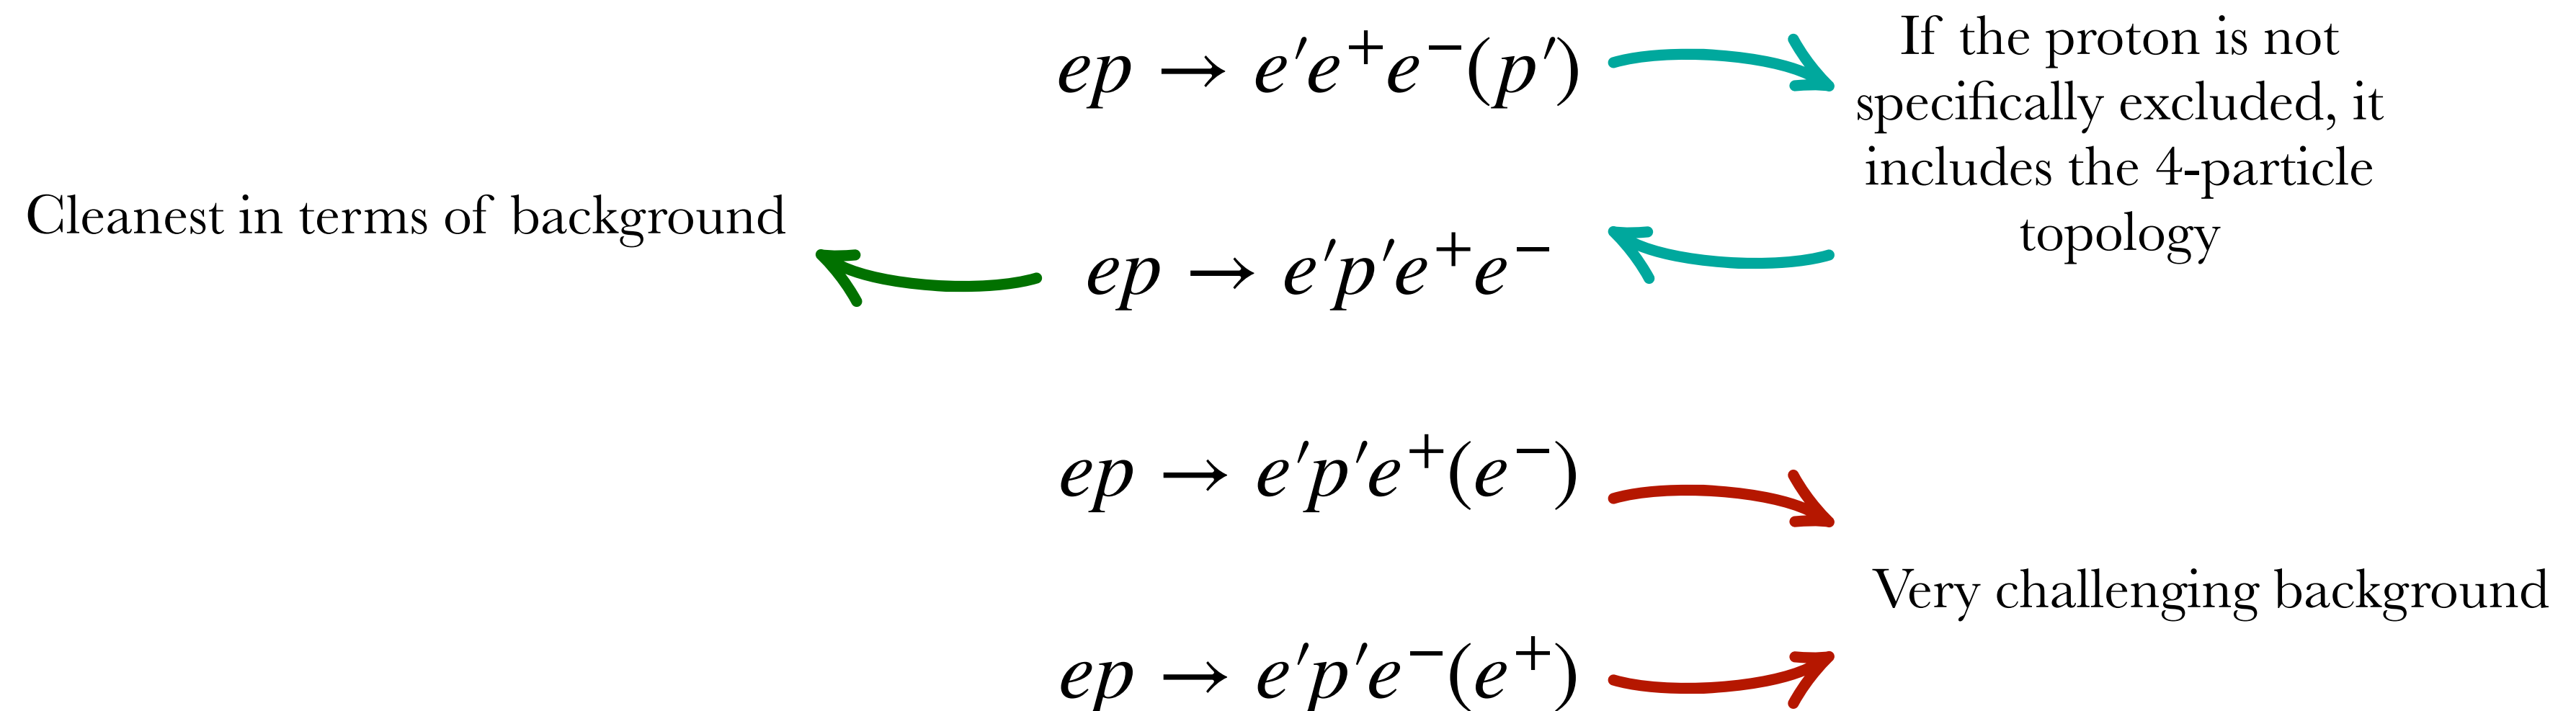 ep → e′e⁺e⁻(p′)
If the proton is not
specifically excluded, it
includes the 4-particle
topology
Cleanest in terms of background
ep → e′p′e⁺e⁻
ep → e′p′e⁺(e⁻)
Very challenging background
ep → e′p′e⁻(e⁺)